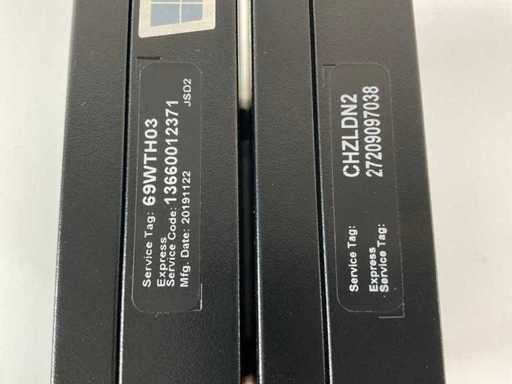 Service Tag: 69WTH03
Express
Service Code: 13660012371
Mfg. Date: 20191122 JSD2
Service Tag: CHZLDN2
Express 27209097038
Service Tag: